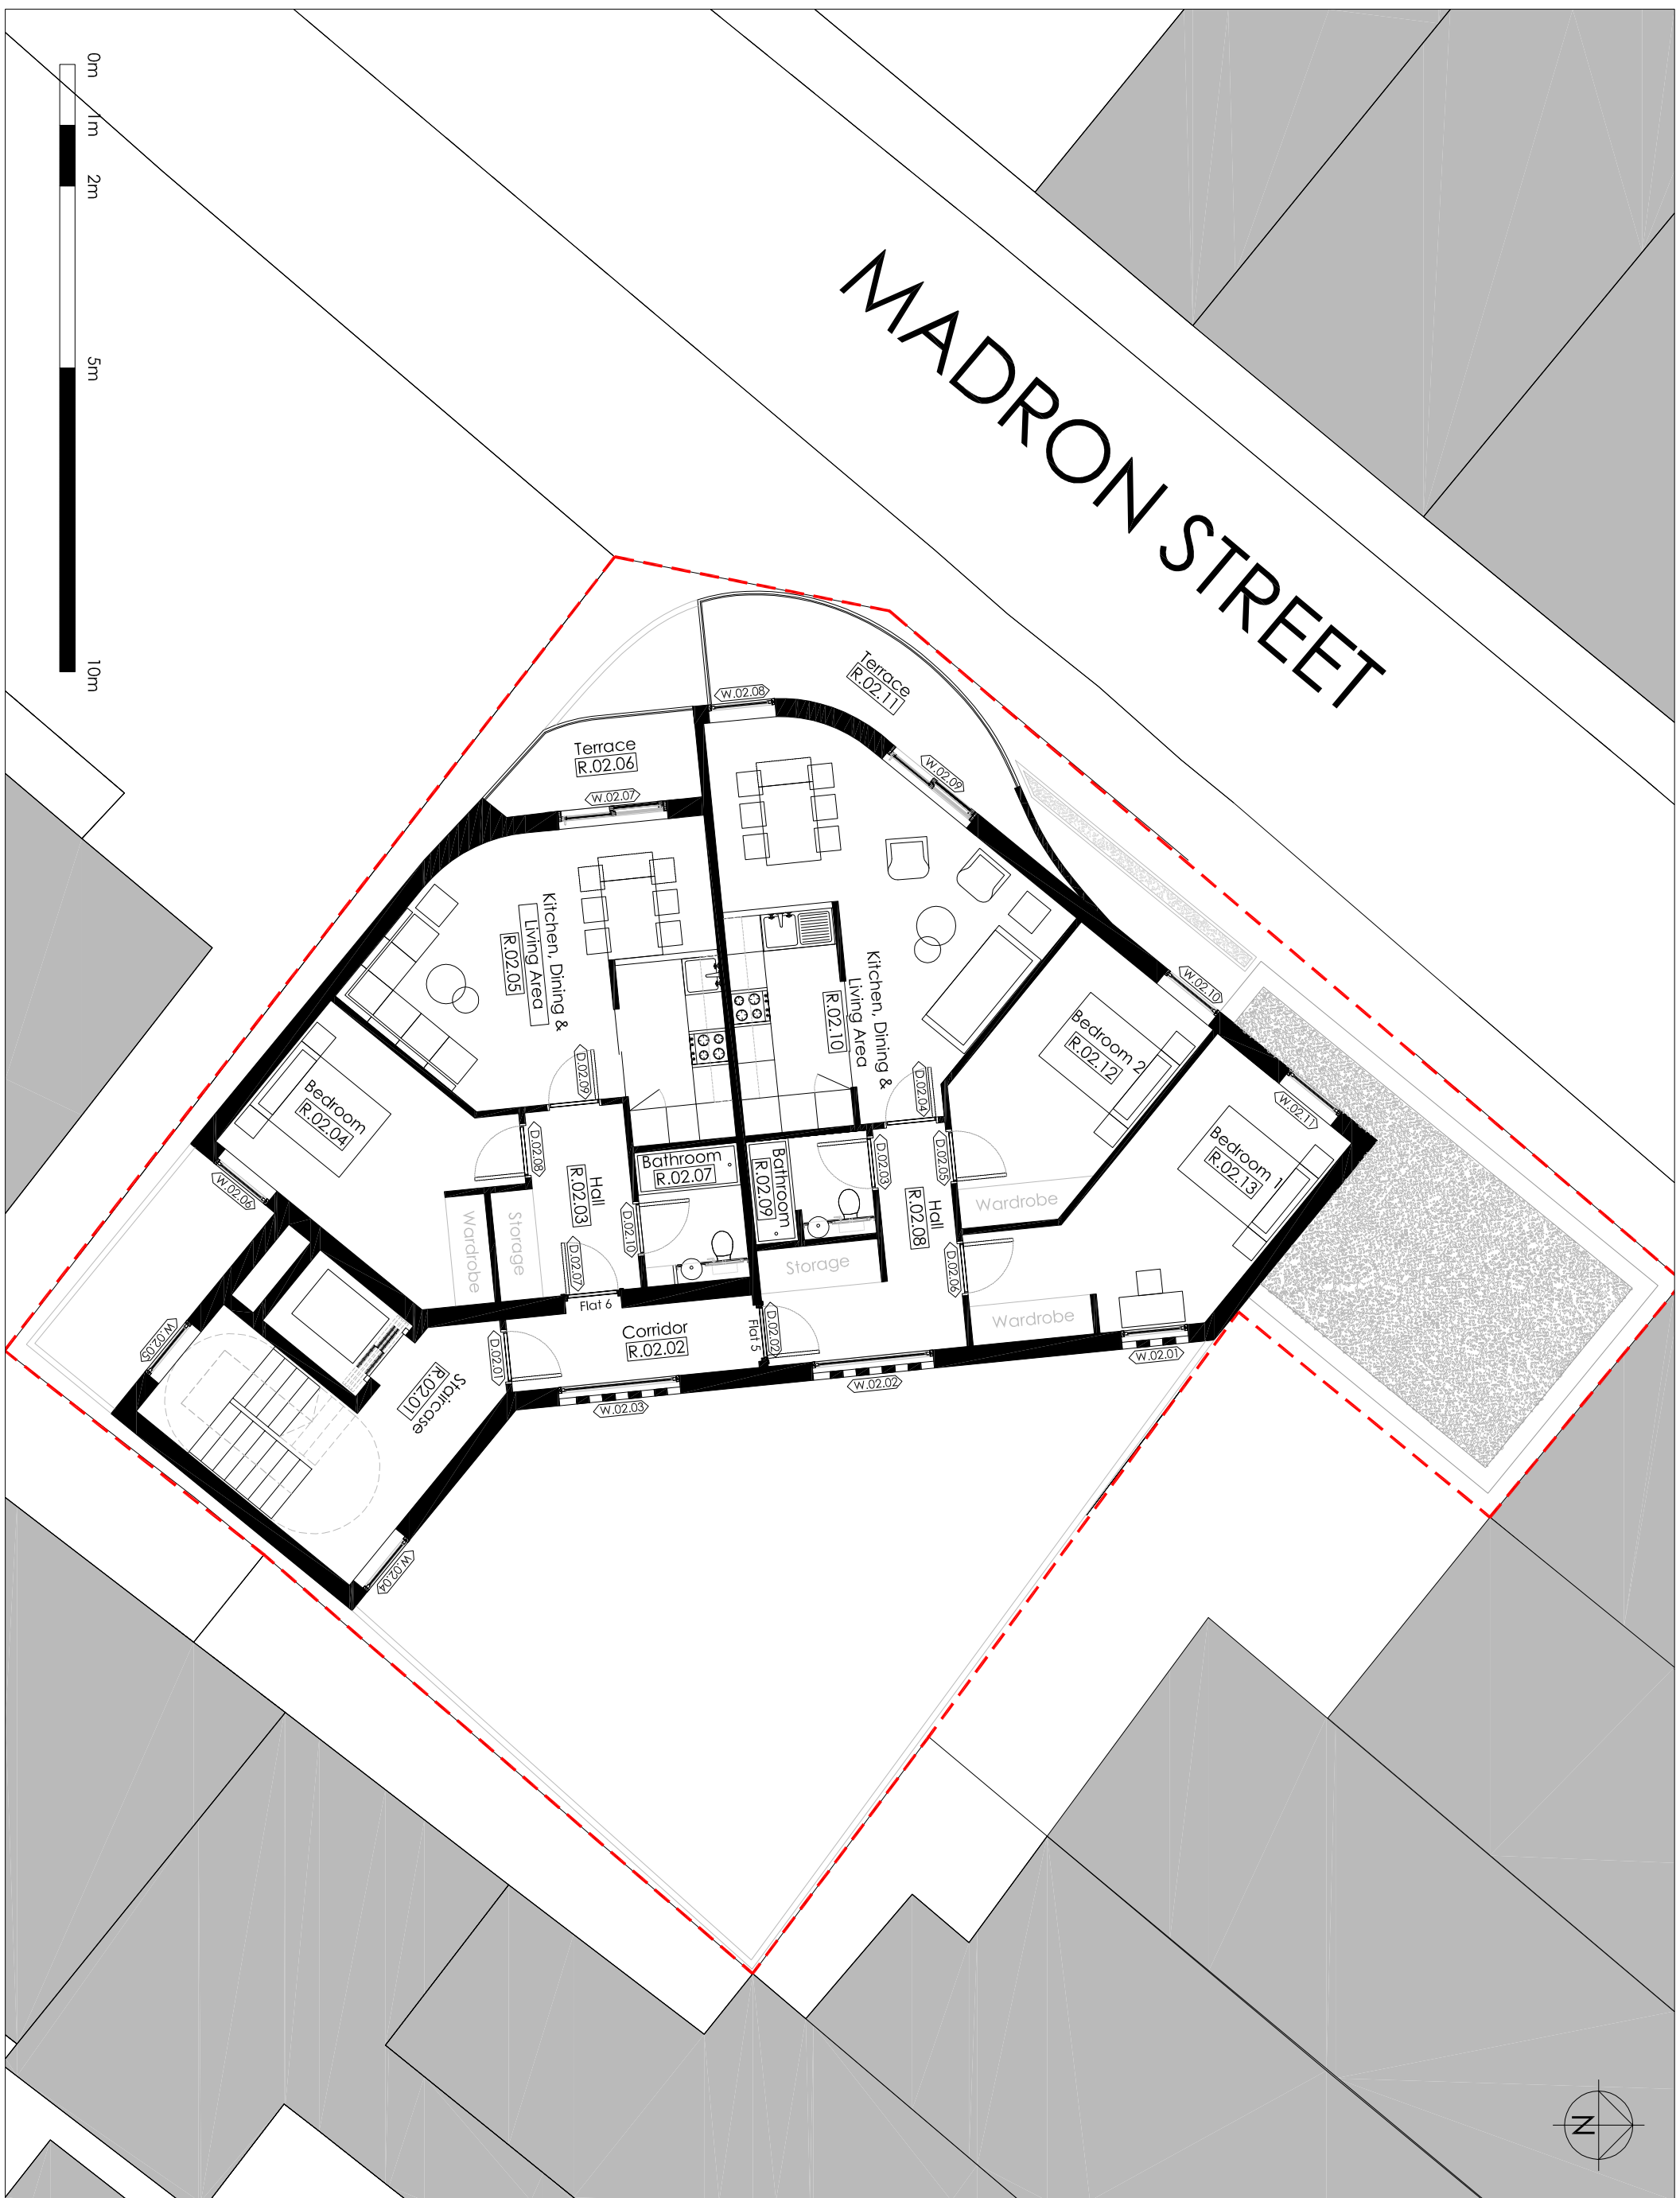 0m
1m
2m
5m
10m
MADRON STREET
Terrace
R.02.11
W.02.08
W.02.09
Terrace
R.02.06
W.02.07
Kitchen, Dining &
Living Area
R.02.05
Kitchen, Dining &
Living Area
R.02.10
W.02.10
Bedroom 2
R.02.12
W.02.11
Bedroom 1
R.02.13
Bedroom
R.02.04
D.02.09
D.02.04
D.02.08
D.02.03
D.02.05
Bathroom
R.02.07
Bathroom
R.02.09
Hall
R.02.03
Hall
R.02.08
Wardrobe
W.02.06
Wardrobe
Storage
D.02.10
D.02.07
Storage
D.02.06
Wardrobe
Flat 6
Flat 5
D.02.02
Corridor
R.02.02
D.02.01
W.02.05
W.02.01
W.02.02
W.02.03
Staircase
R.02.01
W.02.04
N